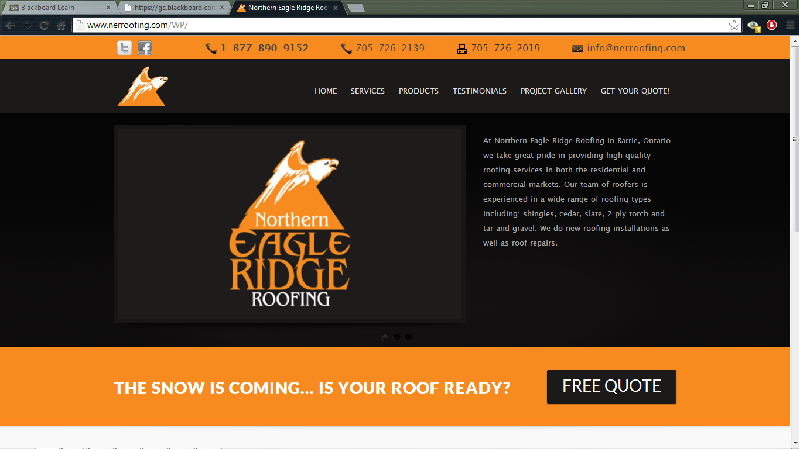 Blackboard Learn
https://gc.blackboard.com
Northern Eagle Ridge Roof
www.nerroofing.com/WP/
1-877-890-9152 705-726-2139 705-726-2019 info@nerroofing.com
HOME SERVICES PRODUCTS TESTIMONIALS PROJECT GALLERY GET YOUR QUOTE!
Northern
EAGLE
RIDGE
ROOFING
At Northern Eagle Ridge Roofing in Barrie, Ontario
we take great pride in providing high quality
roofing services in both the residential and
commercial markets. Our team of roofers is
experienced in a wide range of roofing types
including: shingles, cedar, slate, 2 ply torch and
tar and gravel. We do new roofing installations as
well as roof repairs.
THE SNOW IS COMING... IS YOUR ROOF READY?
FREE QUOTE